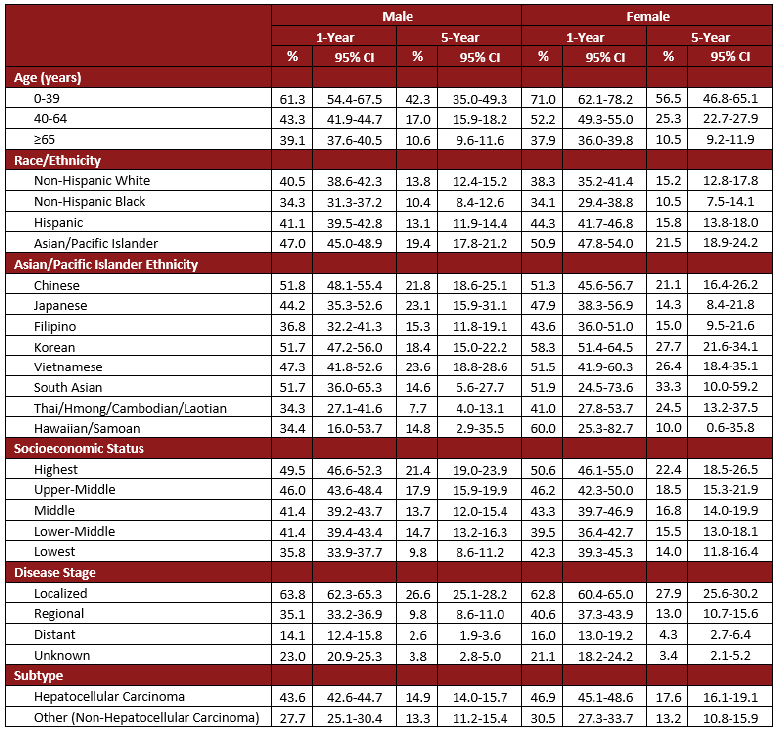 Male Female
1-Year 5-Year 1-Year 5-Year
% 95% CI % 95% CI % 95% CI % 95% CI
Age (years)
0-39 61.3 54.4-67.5 42.3 35.0-49.3 71.0 62.1-78.2 56.5 46.8-65.1
40-64 43.3 41.9-44.7 17.0 15.9-18.2 52.2 49.3-55.0 25.3 22.7-27.9
≥65 39.1 37.6-40.5 10.6 9.6-11.6 37.9 36.0-39.8 10.5 9.2-11.9
Race/Ethnicity
Non-Hispanic White 40.5 38.6-42.3 13.8 12.4-15.2 38.3 35.2-41.4 15.2 12.8-17.8
Non-Hispanic Black 34.3 31.3-37.2 10.4 8.4-12.6 34.1 29.4-38.8 10.5 7.5-14.1
Hispanic 41.1 39.5-42.8 13.1 11.9-14.4 44.3 41.7-46.8 15.8 13.8-18.0
Asian/Pacific Islander 47.0 45.0-48.9 19.4 17.8-21.2 50.9 47.8-54.0 21.5 18.9-24.2
Asian/Pacific Islander Ethnicity
Chinese 51.8 48.1-55.4 21.8 18.6-25.1 51.3 45.6-56.7 21.1 16.4-26.2
Japanese 44.2 35.3-52.6 23.1 15.9-31.1 47.9 38.3-56.9 14.3 8.4-21.8
Filipino 36.8 32.2-41.3 15.3 11.8-19.1 43.6 36.0-51.0 15.0 9.5-21.6
Korean 51.7 47.2-56.0 18.4 15.0-22.2 58.3 51.4-64.5 27.7 21.6-34.1
Vietnamese 47.3 41.8-52.6 23.6 18.8-28.6 51.5 41.9-60.3 26.4 18.4-35.1
South Asian 51.7 36.0-65.3 14.6 5.6-27.7 51.9 24.5-73.6 33.3 10.0-59.2
Thai/Hmong/Cambodian/Laotian 34.3 27.1-41.6 7.7 4.0-13.1 41.0 27.8-53.7 24.5 13.2-37.5
Hawaiian/Samoan 34.4 16.0-53.7 14.8 2.9-35.5 60.0 25.3-82.7 10.0 0.6-35.8
Socioeconomic Status
Highest 49.5 46.6-52.3 21.4 19.0-23.9 50.6 46.1-55.0 22.4 18.5-26.5
Upper-Middle 46.0 43.6-48.4 17.9 15.9-19.9 46.2 42.3-50.0 18.5 15.3-21.9
Middle 41.4 39.2-43.7 13.7 12.0-15.4 43.3 39.7-46.9 16.8 14.0-19.9
Lower-Middle 41.4 39.4-43.4 14.7 13.2-16.3 39.5 36.4-42.7 15.5 13.0-18.1
Lowest 35.8 33.9-37.7 9.8 8.6-11.2 42.3 39.3-45.3 14.0 11.8-16.4
Disease Stage
Localized 63.8 62.3-65.3 26.6 25.1-28.2 62.8 60.4-65.0 27.9 25.6-30.2
Regional 35.1 33.2-36.9 9.8 8.6-11.0 40.6 37.3-43.9 13.0 10.7-15.6
Distant 14.1 12.4-15.8 2.6 1.9-3.6 16.0 13.0-19.2 4.3 2.7-6.4
Unknown 23.0 20.9-25.3 3.8 2.8-5.0 21.1 18.2-24.2 3.4 2.1-5.2
Subtype
Hepatocellular Carcinoma 43.6 42.6-44.7 14.9 14.0-15.7 46.9 45.1-48.6 17.6 16.1-19.1
Other (Non-Hepatocellular Carcinoma) 27.7 25.1-30.4 13.3 11.2-15.4 30.5 27.3-33.7 13.2 10.8-15.9